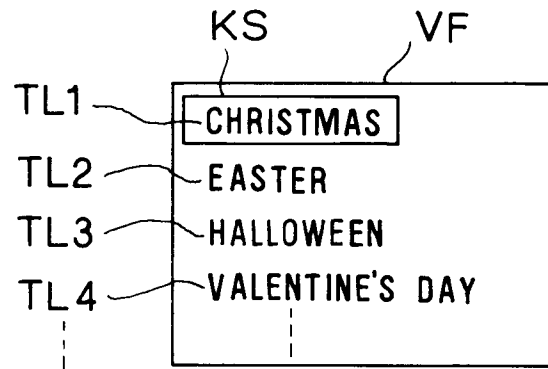 KS VF
TL1 CHRISTMAS
TL2 EASTER
TL3 HALLOWEEN
TL4 VALENTINE'S DAY